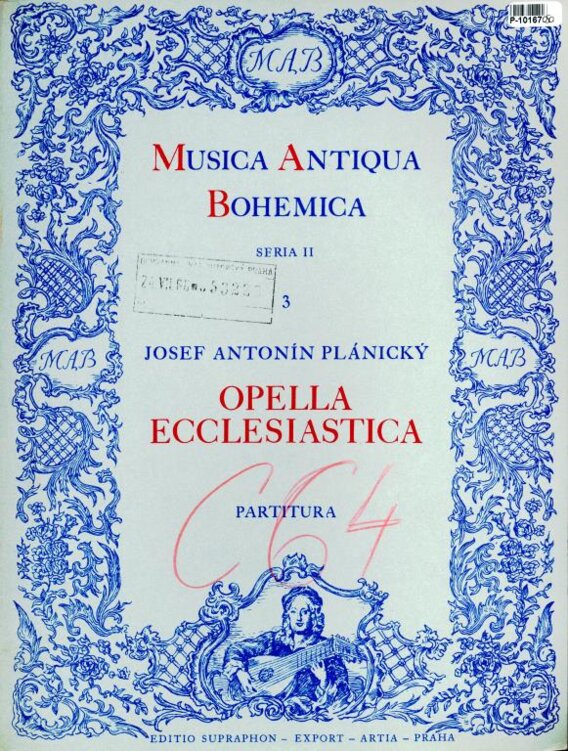 MAB
MUSICA ANTIQUA
BOHEMICA
SERIA II
3
MAB
JOSEF ANTONÍN PLÁNICKÝ
MAB
OPELLA
ECCLESIASTICA
C64
PARTITURA
EDITIO SUPRAPHON – EXPORT – ARTIA – PRAHA